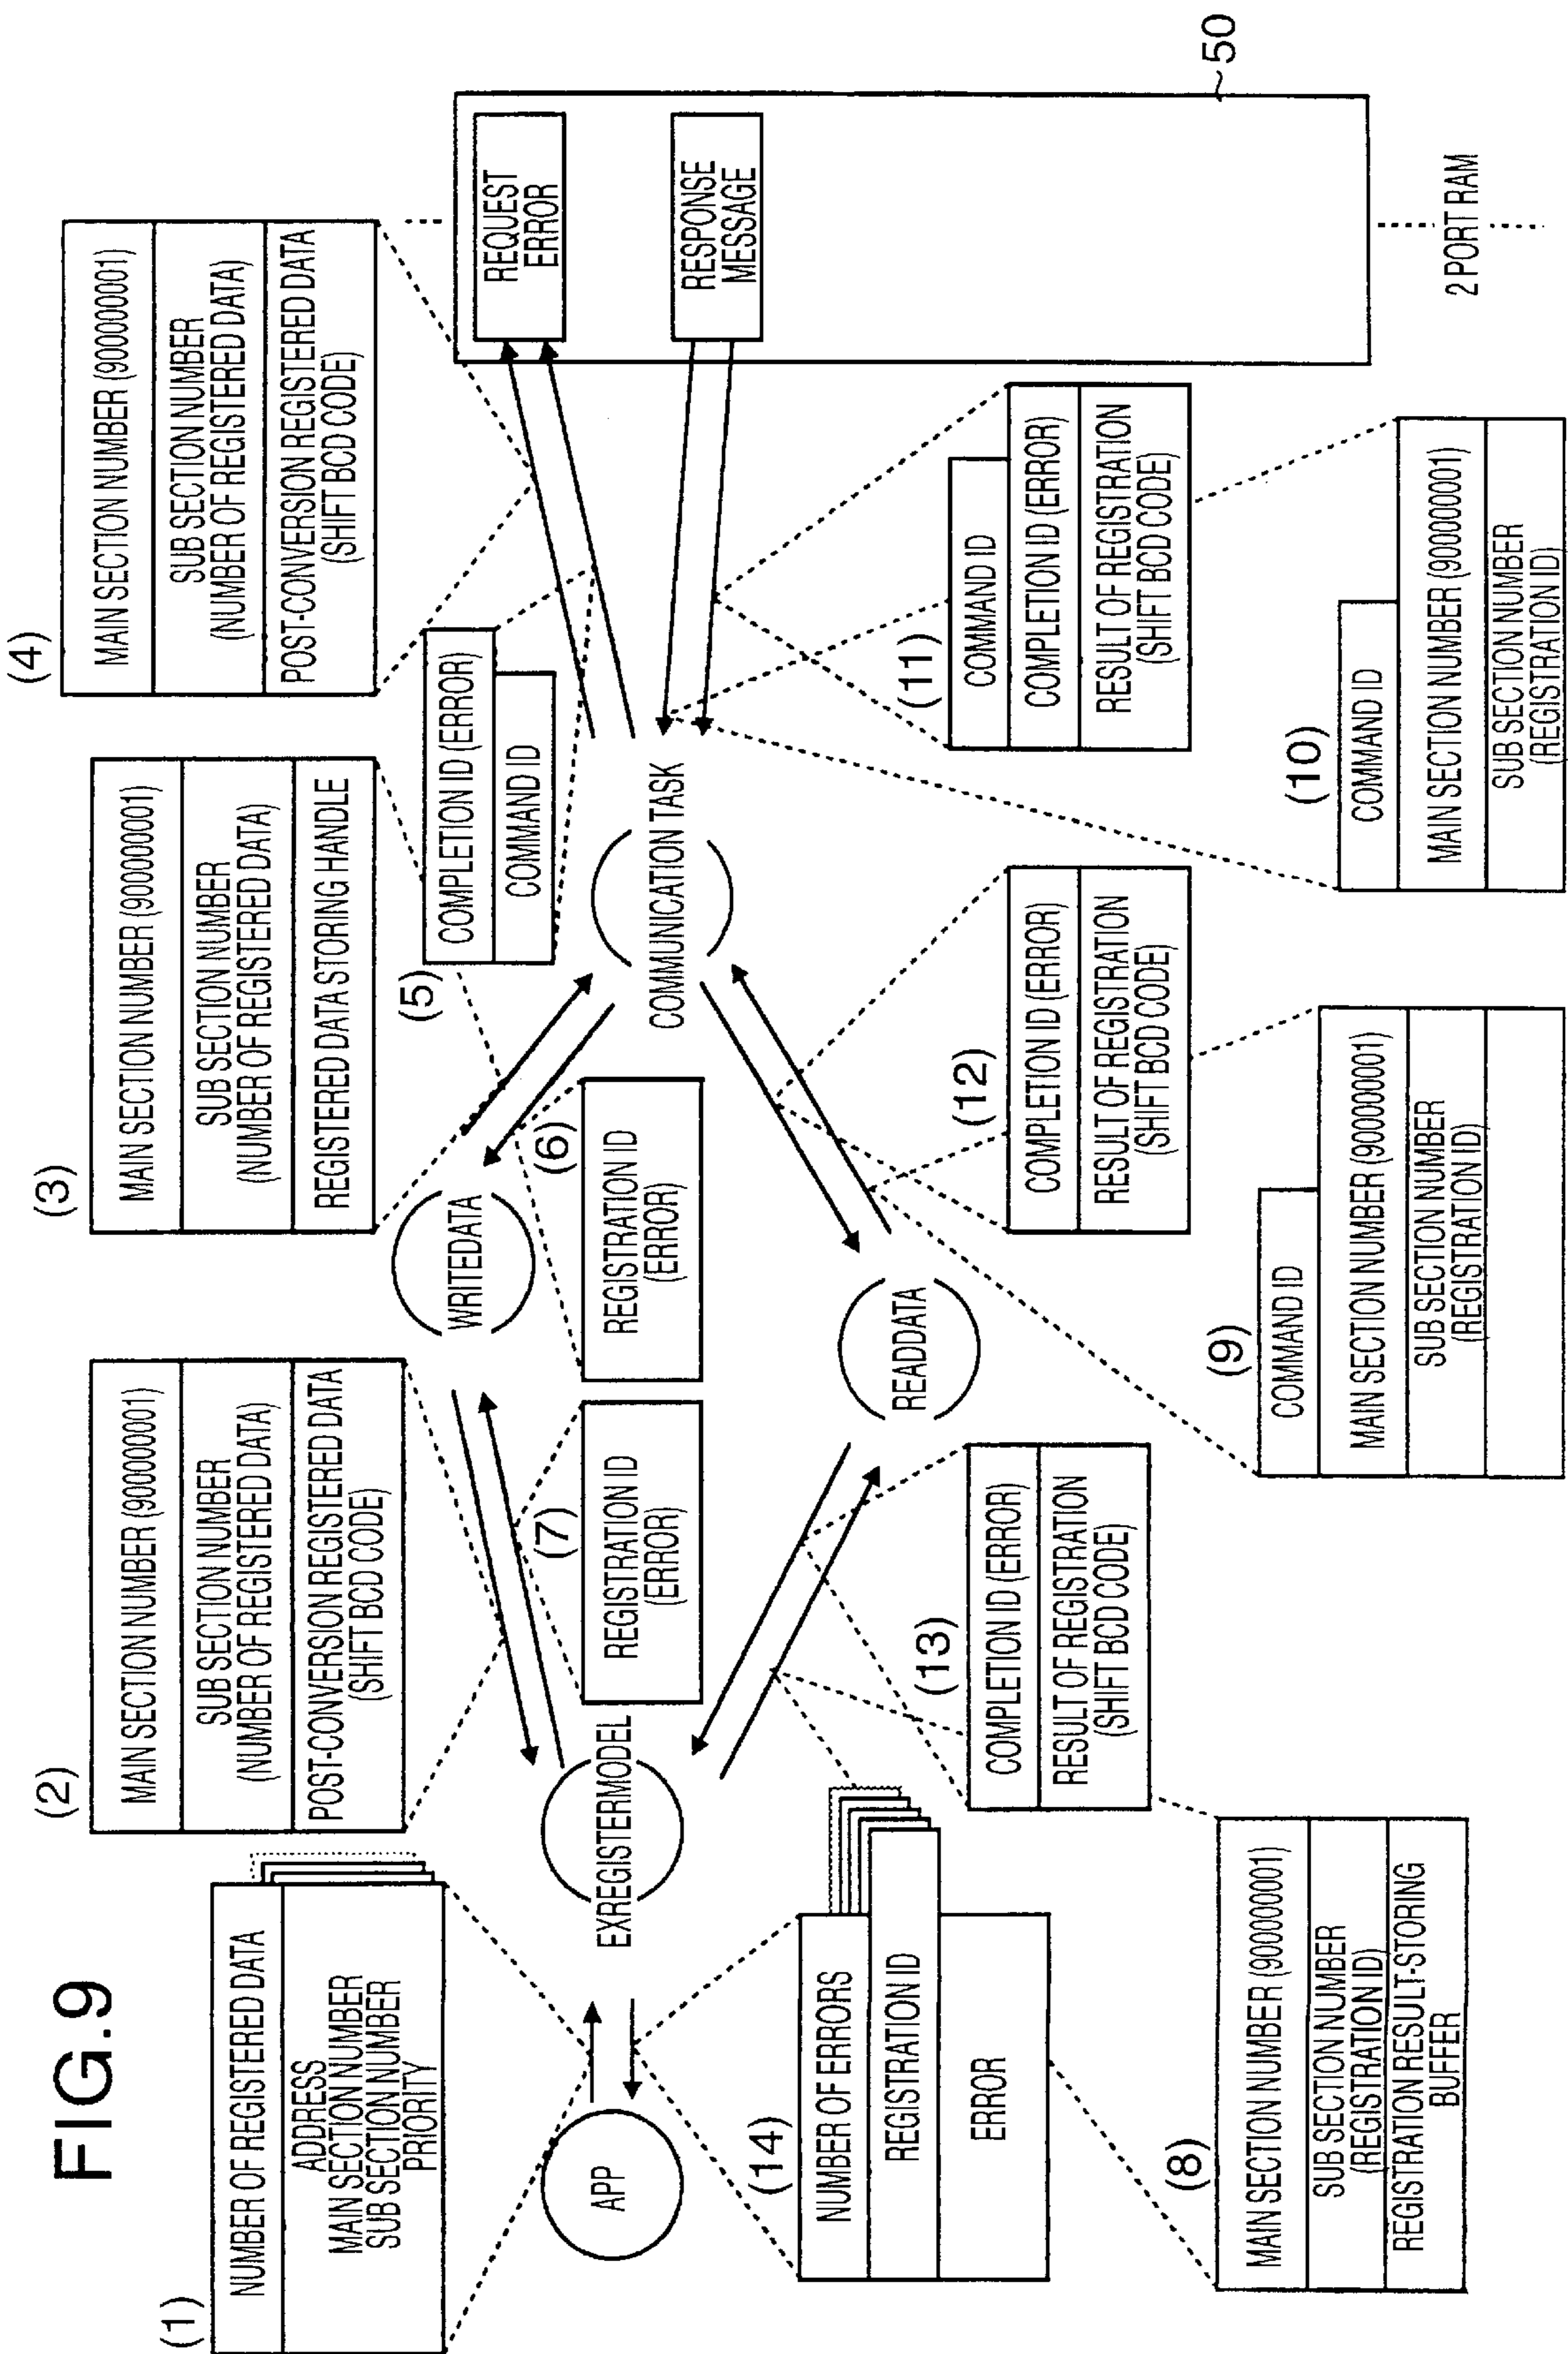 FIG.9
(1)
NUMBER OF REGISTERED DATA
ADDRESS
MAIN SECTION NUMBER
SUB SECTION NUMBER
PRIORITY
(2)
MAIN SECTION NUMBER (90000001)
SUB SECTION NUMBER
(NUMBER OF REGISTERED DATA)
POST-CONVERSION REGISTERED DATA
(SHIFT BCD CODE)
(3)
MAIN SECTION NUMBER (90000001)
SUB SECTION NUMBER
(NUMBER OF REGISTERED DATA)
REGISTERED DATA STORING HANDLE
(4)
MAIN SECTION NUMBER (90000001)
SUB SECTION NUMBER
(NUMBER OF REGISTERED DATA)
POST-CONVERSION REGISTERED DATA
(SHIFT BCD CODE)
(5)
COMPLETION ID (ERROR)
COMMAND ID
(6)
REGISTRATION ID
(ERROR)
(7)
REGISTRATION ID
(ERROR)
APP
EXREGISTERMODEL
WRITEDATA
READDATA
COMMUNICATION TASK
REQUEST
ERROR
RESPONSE
MESSAGE
50
2 PORT RAM
(14)
NUMBER OF ERRORS
REGISTRATION ID
ERROR
(13)
COMPLETION ID (ERROR)
RESULT OF REGISTRATION
(SHIFT BCD CODE)
(12)
COMPLETION ID (ERROR)
RESULT OF REGISTRATION
(SHIFT BCD CODE)
(11)
COMMAND ID
COMPLETION ID (ERROR)
RESULT OF REGISTRATION
(SHIFT BCD CODE)
(8)
MAIN SECTION NUMBER (90000001)
SUB SECTION NUMBER
(REGISTRATION ID)
REGISTRATION RESULT-STORING
BUFFER
(9)
COMMAND ID
MAIN SECTION NUMBER (90000001)
SUB SECTION NUMBER
(REGISTRATION ID)
(10)
COMMAND ID
MAIN SECTION NUMBER (90000001)
SUB SECTION NUMBER
(REGISTRATION ID)